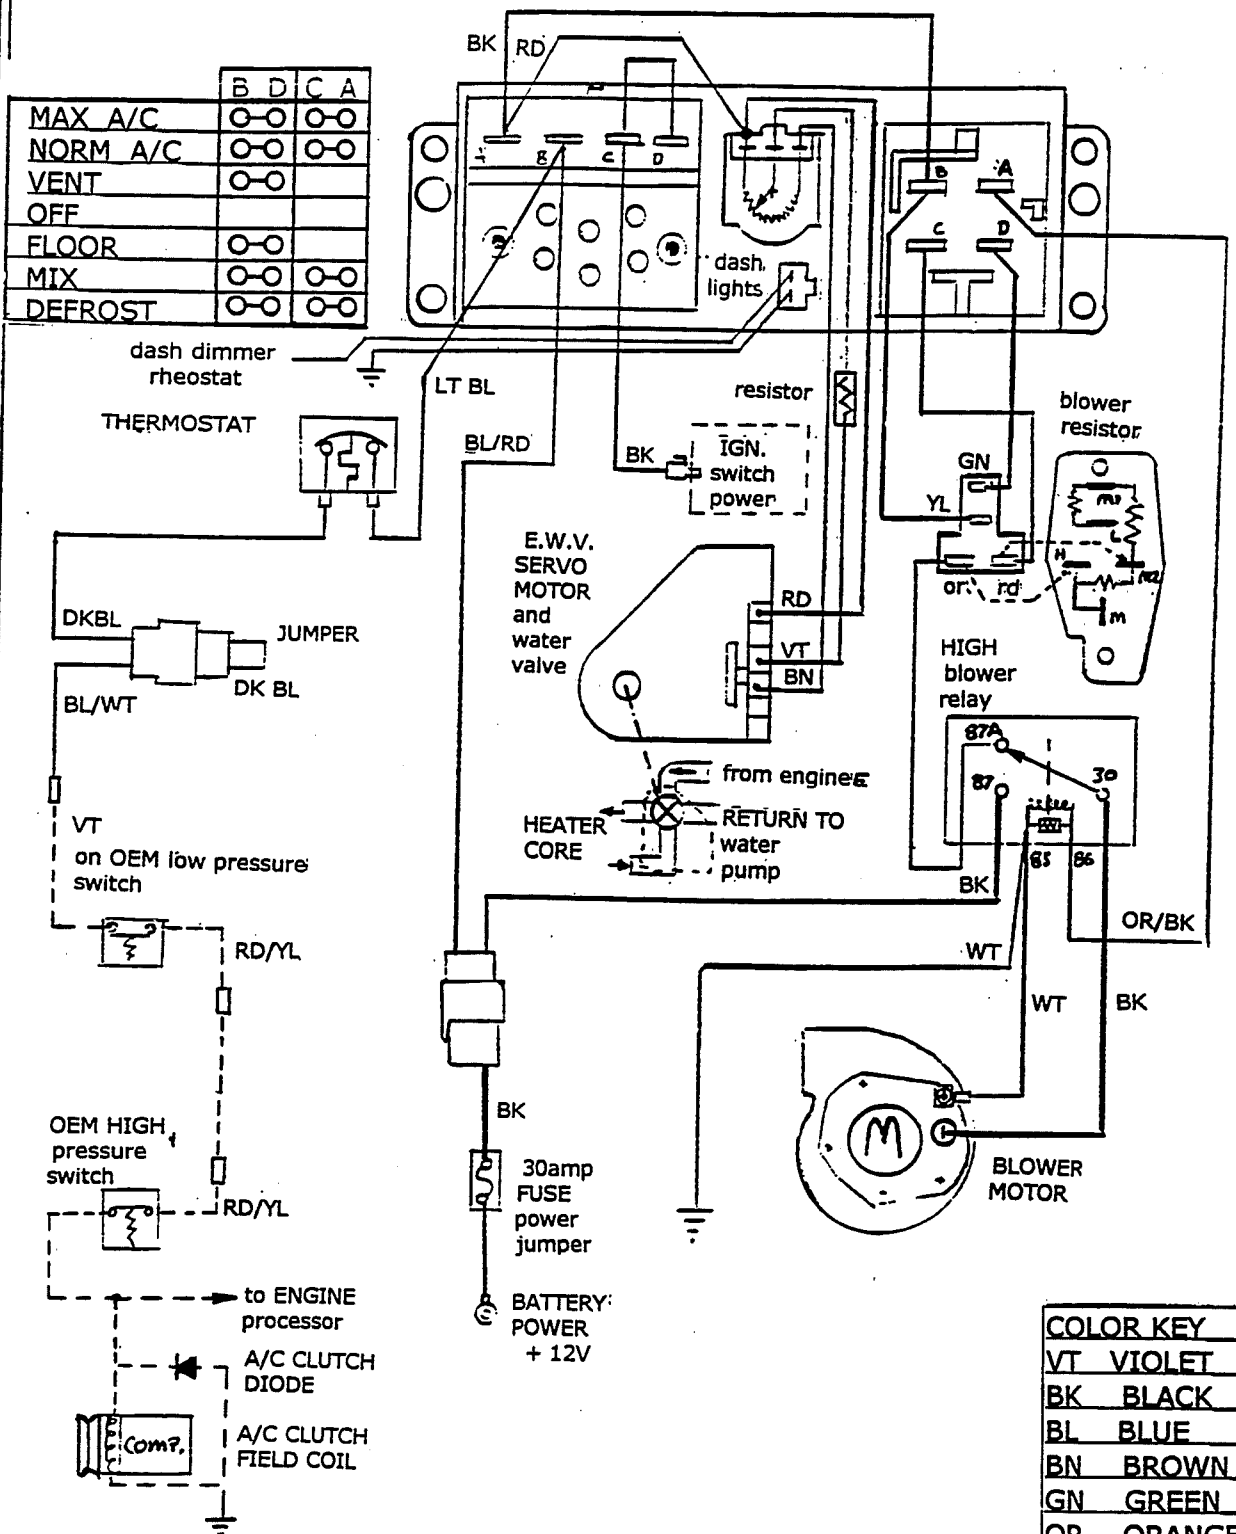 BK RD
B D C A
MAX A/C
NORM A/C
VENT
OFF
FLOOR
MIX
DEFROST
B C D
B A
C D
dash
lights
dash dimmer
rheostat
LT BL
THERMOSTAT
BL/RD
BK
IGN.
switch
power
resistor
blower
resistor
GN
YL
or rd
M1
L
H
M2
M
E.W.V.
SERVO
MOTOR
and
water
valve
RD
VT
BN
DKBL
JUMPER
DK BL
BL/WT
HIGH
blower
relay
87A
87
30
85 86
from engine
HEATER
CORE
RETURN TO
water
pump
VT
on OEM low pressure
switch
RD/YL
BK
OR/BK
WT
WT
BK
OEM HIGH
pressure
switch
RD/YL
BK
30amp
FUSE
power
jumper
M
BLOWER
MOTOR
to ENGINE
processor
BATTERY
POWER
+ 12V
A/C CLUTCH
DIODE
A/C CLUTCH
FIELD COIL
Comp.
COLOR KEY
VT VIOLET
BK BLACK
BL BLUE
BN BROWN
GN GREEN
OR ORANGE